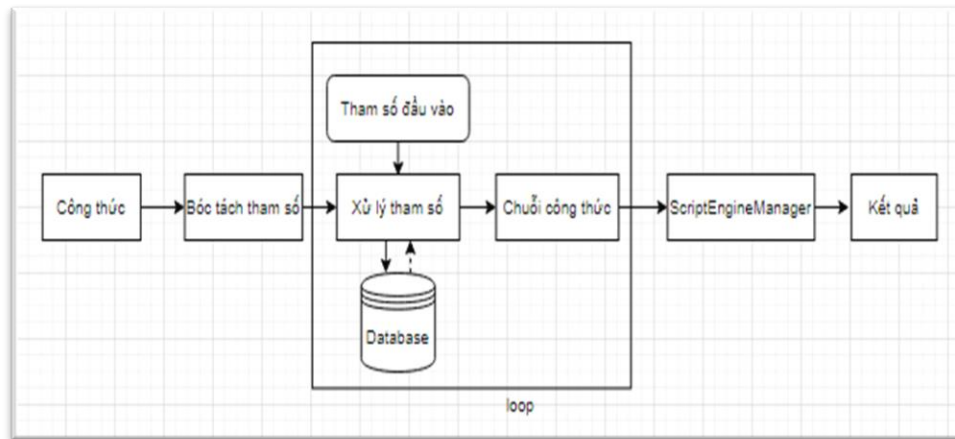 Tham số đầu vào
Công thức
Bóc tách tham số
Xử lý tham số
Chuỗi công thức
ScriptEngineManager
Kết quả
Database
loop